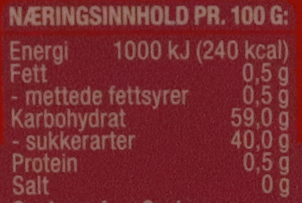 NÆRINGSINNHOLD PR. 100 G:
Energi 1000 kJ (240 kcal)
Fett 0,5 g
- mettede fettsyrer 0,5 g
Karbohydrat 59,0 g
- sukkerarter 40,0 g
Protein 0,5 g
Salt 0 g